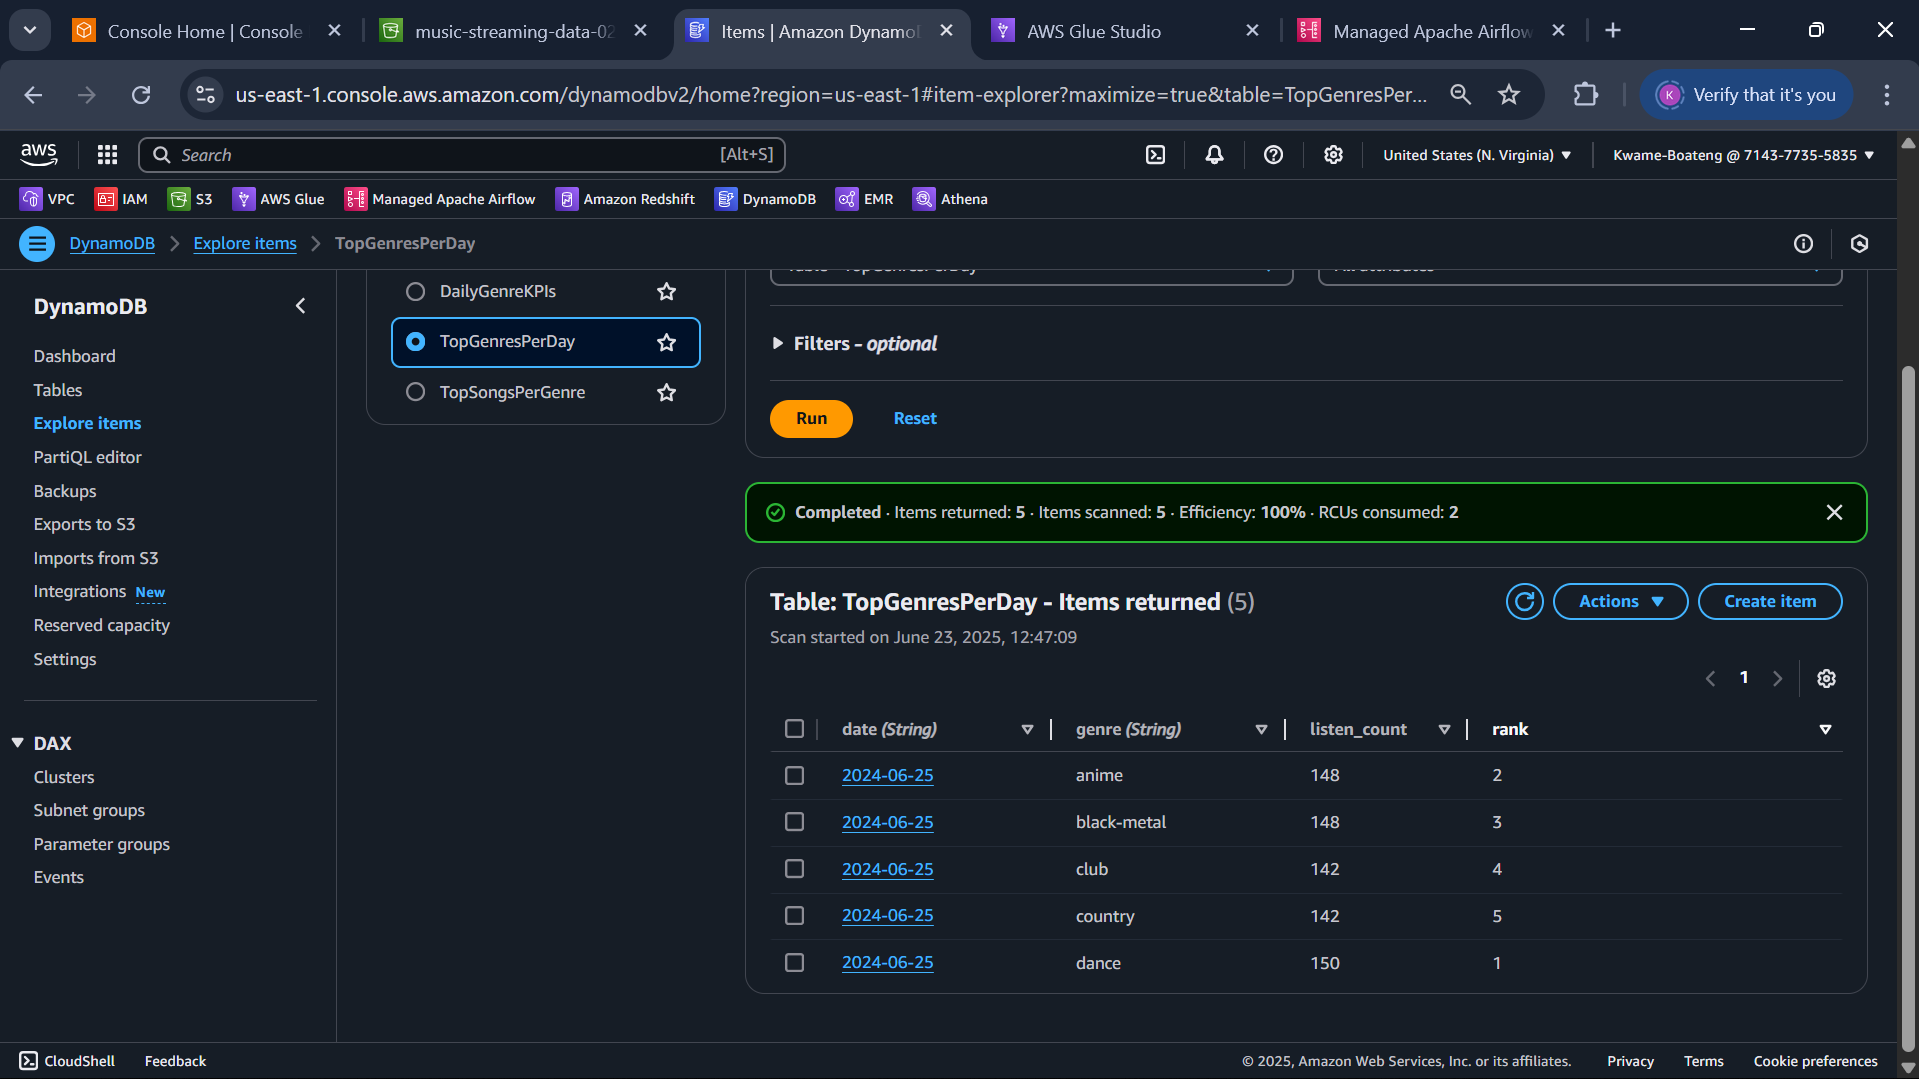 Console Home | Console
music-streaming-data-02
Items | Amazon Dynamo
AWS Glue Studio
Managed Apache Airflow
us-east-1.console.aws.amazon.com/dynamodbv2/home?region=us-east-1#item-explorer?maximize=true&table=TopGenresPer...
K
Verify that it's you
aws
Search
[Alt+S]
United States (N. Virginia)
Kwame-Boateng @ 7143-7735-5835
VPC
IAM
S3
AWS Glue
Managed Apache Airflow
Amazon Redshift
DynamoDB
EMR
Athena
DynamoDB
Explore items
TopGenresPerDay
DynamoDB
Dashboard
Tables
Explore items
PartiQL editor
Backups
Exports to S3
Imports from S3
Integrations New
Reserved capacity
Settings
DAX
Clusters
Subnet groups
Parameter groups
Events
DailyGenreKPIs
TopGenresPerDay
TopSongsPerGenre
Filters - optional
Run
Reset
Completed · Items returned: 5 · Items scanned: 5 · Efficiency: 100% · RCUs consumed: 2
Table: TopGenresPerDay - Items returned (5)
Scan started on June 23, 2025, 12:47:09
Actions
Create item
1
date (String) genre (String) listen_count rank
2024-06-25 anime 148 2
2024-06-25 black-metal 148 3
2024-06-25 club 142 4
2024-06-25 country 142 5
2024-06-25 dance 150 1
CloudShell
Feedback
© 2025, Amazon Web Services, Inc. or its affiliates.
Privacy
Terms
Cookie preferences